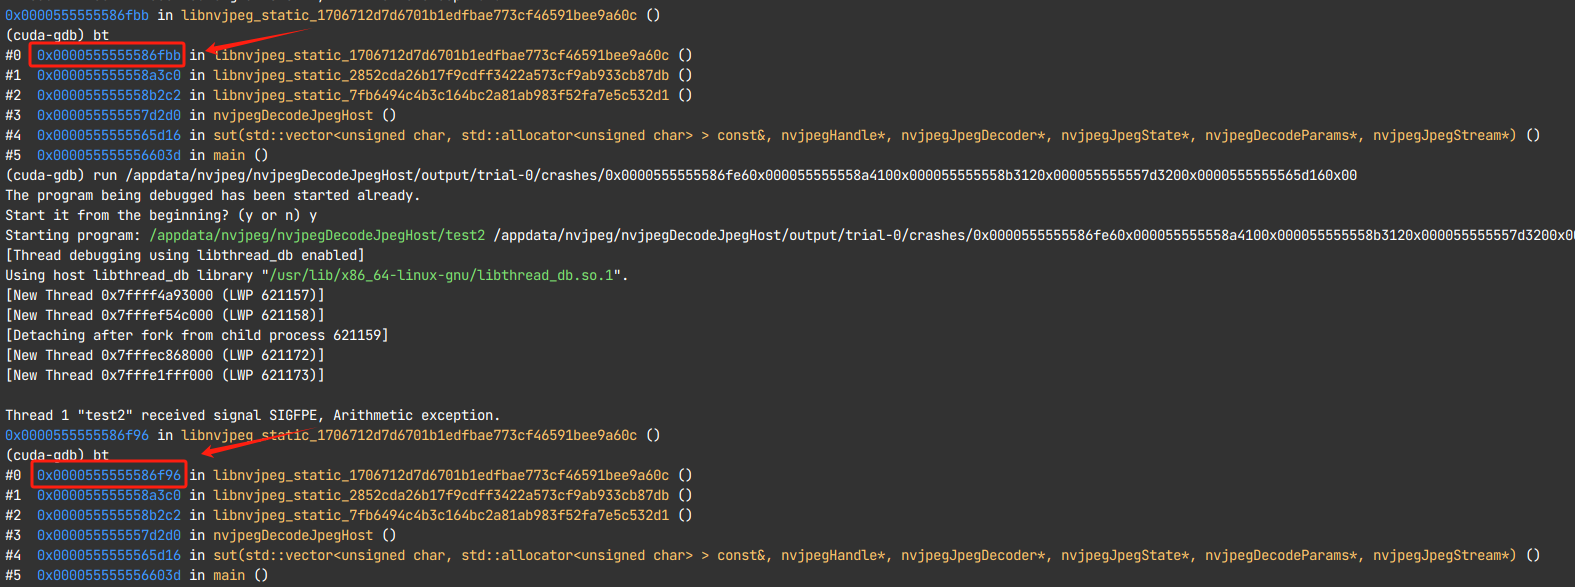 0x0000555555586fbb in libnvjpeg_static_1706712d7d6701b1edfbae773cf46591bee9a60c ()
(cuda-gdb) bt
#0 0x0000555555586fbb in libnvjpeg_static_1706712d7d6701b1edfbae773cf46591bee9a60c ()
#1 0x000055555558a3c0 in libnvjpeg_static_2852cda26b17f9cdff3422a573cf9ab933cb87db ()
#2 0x000055555558b2c2 in libnvjpeg_static_7fb6494c4b3c164bc2a81ab983f52fa7e5c532d1 ()
#3 0x000055555557d2d0 in nvjpegDecodeJpegHost ()
#4 0x0000555555565d16 in sut(std::vector<unsigned char, std::allocator<unsigned char> > const&, nvjpegHandle*, nvjpegJpegDecoder*, nvjpegJpegState*, nvjpegDecodeParams*, nvjpegJpegStream*) ()
#5 0x000055555556603d in main ()
(cuda-gdb) run /appdata/nvjpeg/nvjpegDecodeJpegHost/output/trial-0/crashes/0x0000555555586fe60x000055555558a4100x000055555558b3120x000055555557d3200x0000555555565d160x00
The program being debugged has been started already.
Start it from the beginning? (y or n) y
Starting program: /appdata/nvjpeg/nvjpegDecodeJpegHost/test2 /appdata/nvjpeg/nvjpegDecodeJpegHost/output/trial-0/crashes/0x0000555555586fe60x000055555558a4100x000055555558b3120x000055555557d3200x0
[Thread debugging using libthread_db enabled]
Using host libthread_db library "/usr/lib/x86_64-linux-gnu/libthread_db.so.1".
[New Thread 0x7ffff4a93000 (LWP 621157)]
[New Thread 0x7fffef54c000 (LWP 621158)]
[Detaching after fork from child process 621159]
[New Thread 0x7fffec868000 (LWP 621172)]
[New Thread 0x7fffe1fff000 (LWP 621173)]
Thread 1 "test2" received signal SIGFPE, Arithmetic exception.
0x0000555555586f96 in libnvjpeg_static_1706712d7d6701b1edfbae773cf46591bee9a60c ()
(cuda-gdb) bt
#0 0x0000555555586f96 in libnvjpeg_static_1706712d7d6701b1edfbae773cf46591bee9a60c ()
#1 0x000055555558a3c0 in libnvjpeg_static_2852cda26b17f9cdff3422a573cf9ab933cb87db ()
#2 0x000055555558b2c2 in libnvjpeg_static_7fb6494c4b3c164bc2a81ab983f52fa7e5c532d1 ()
#3 0x000055555557d2d0 in nvjpegDecodeJpegHost ()
#4 0x0000555555565d16 in sut(std::vector<unsigned char, std::allocator<unsigned char> > const&, nvjpegHandle*, nvjpegJpegDecoder*, nvjpegJpegState*, nvjpegDecodeParams*, nvjpegJpegStream*) ()
#5 0x000055555556603d in main ()